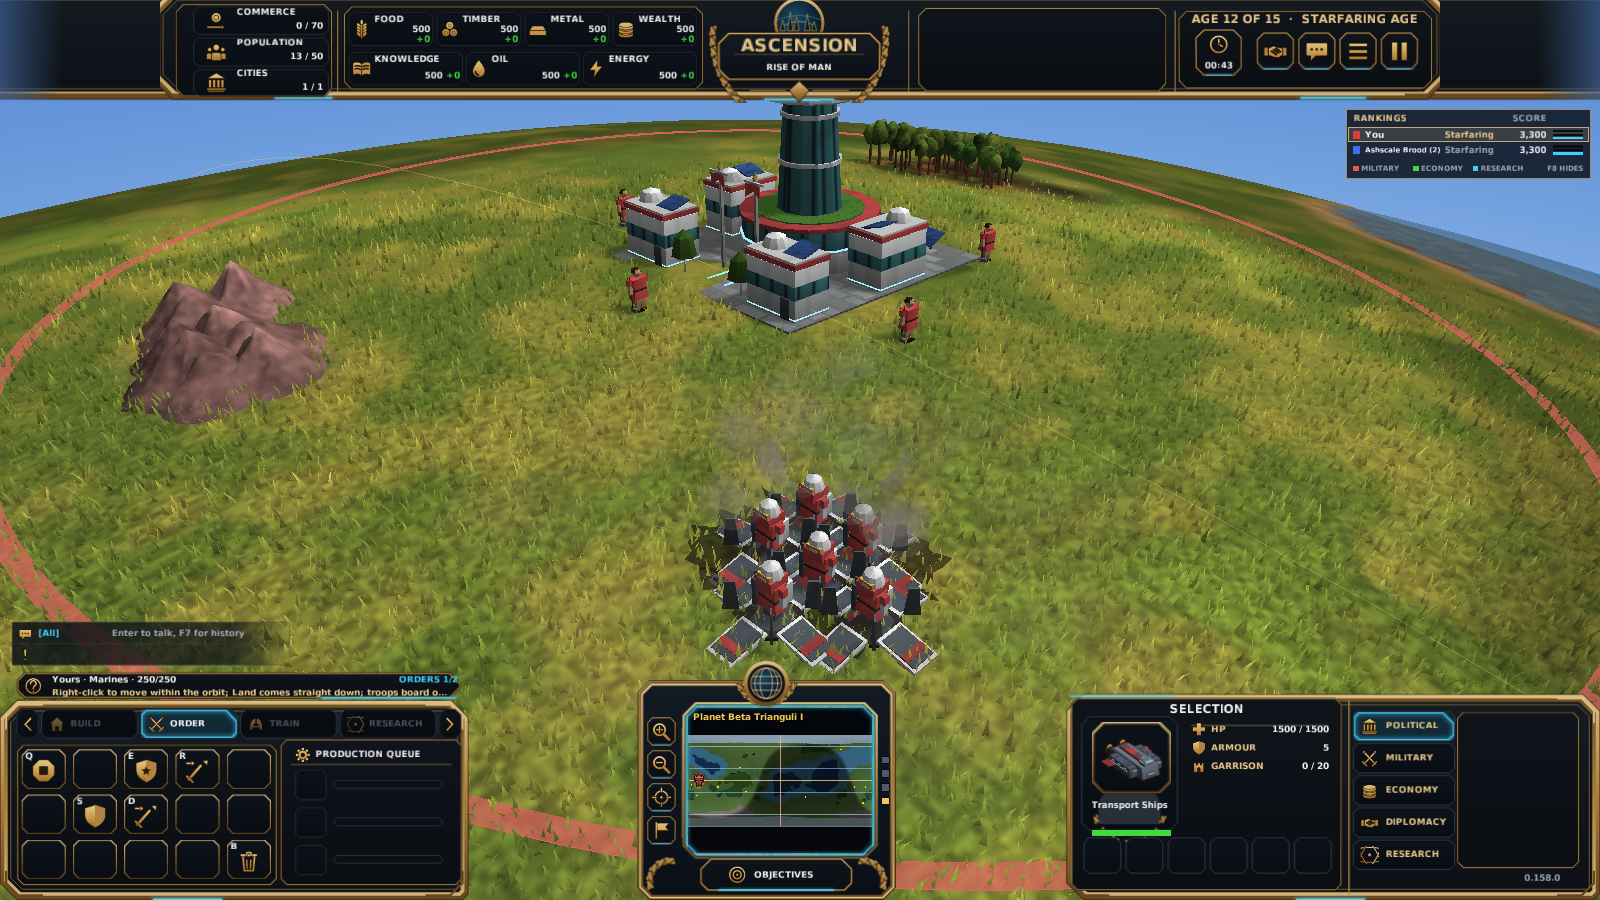 COMMERCE
0 / 70
POPULATION
13 / 50
CITIES
1 / 1
FOOD
500
+0
TIMBER
500
+0
METAL
500
+0
WEALTH
500
+0
KNOWLEDGE
500 +0
OIL
500 +0
ENERGY
500 +0
ASCENSION
RISE OF MAN
AGE 12 OF 15 · STARFARING AGE
00:43
RANKINGS SCORE
You Starfaring 3,300
Ashscale Brood (2) Starfaring 3,300
MILITARY ECONOMY RESEARCH F8 HIDES
[All] Enter to talk, F7 for history
!
Yours · Marines · 250/250 ORDERS 1/2
Right-click to move within the orbit; Land comes straight down; troops board o...
BUILD
ORDER
TRAIN
RESEARCH
Q
E
R
S
D
B
PRODUCTION QUEUE
Planet Beta Trianguli I
OBJECTIVES
SELECTION
Transport Ships
HP 1500 / 1500
ARMOUR 5
GARRISON 0 / 20
POLITICAL
MILITARY
ECONOMY
DIPLOMACY
RESEARCH
0.158.0